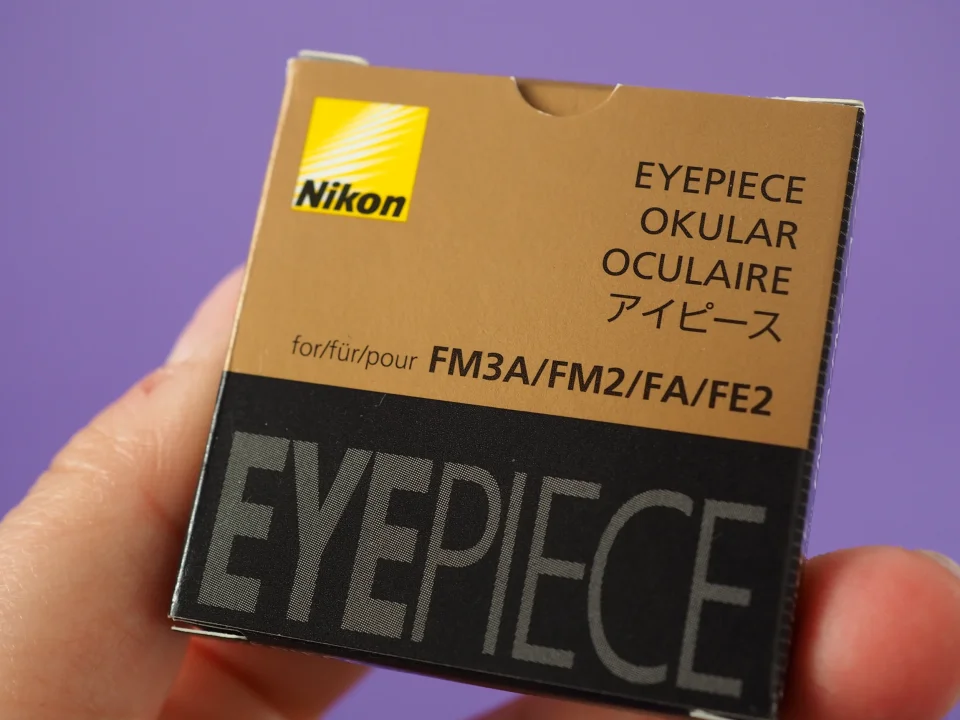 Nikon
EYEPIECE
OKULAR
OCULAIRE
アイピース
for/für/pour FM3A/FM2/FA/FE2
EYEPIECE